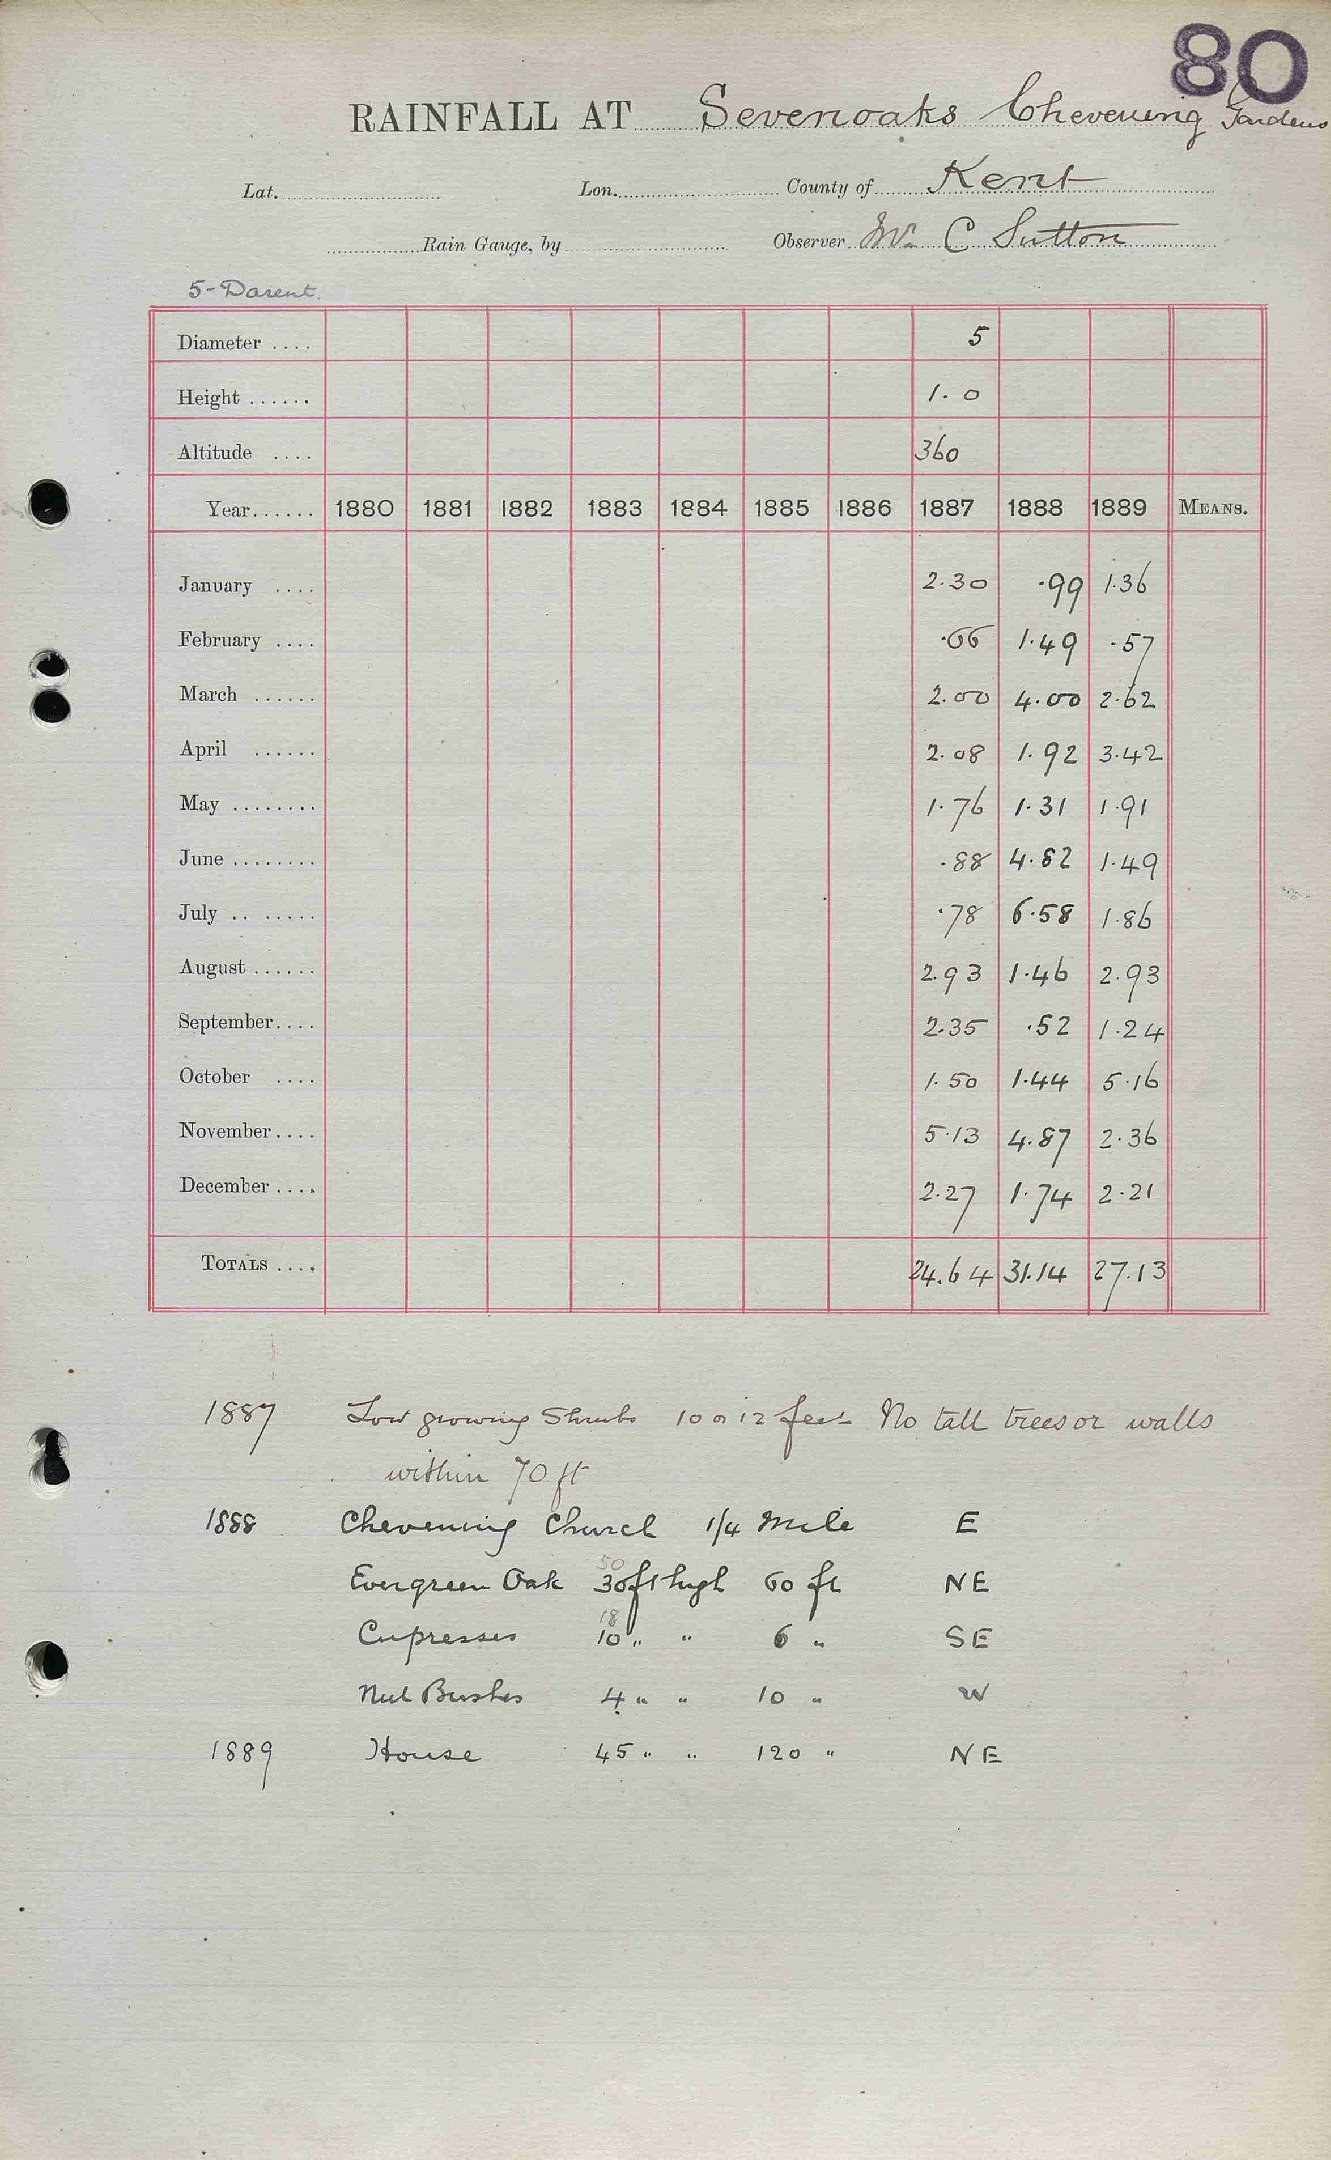 80
RAINFALL AT Sevenoaks Chevening Gardens
Lat. Lon. County of Kent
Rain Gauge, by Observer Mr C Sutton
5-Darent.
Diameter .... 5
Height ...... 1.0
Altitude .... 360
Year...... 1880 1881 1882 1883 1884 1885 1886 1887 1888 1889 MEANS.
January .... 2.30 .99 1.36
February .... .66 1.49 .57
March ...... 2.00 4.00 2.62
April ...... 2.08 1.92 3.42
May ........ 1.76 1.31 1.91
June ........ .88 4.82 1.49
July .. ..... .78 6.58 1.86
August ...... 2.93 1.46 2.93
September.... 2.35 .52 1.24
October .... 1.50 1.44 5.16
November .... 5.13 4.87 2.36
December .... 2.27 1.74 2.21
TOTALS .... 24.64 31.14 27.13
1887 Low growing Shrubs 10 or 12 feet No tall trees or walls
within 70 ft
1888 Chevening Church 1/4 Mile E
50
Evergreen Oak 30 ft high 60 ft NE
18
Cupresses 10 " " 6 " SE
Nut Bushes 4 " " 10 " W
1889 House 45 " " 120 " NE